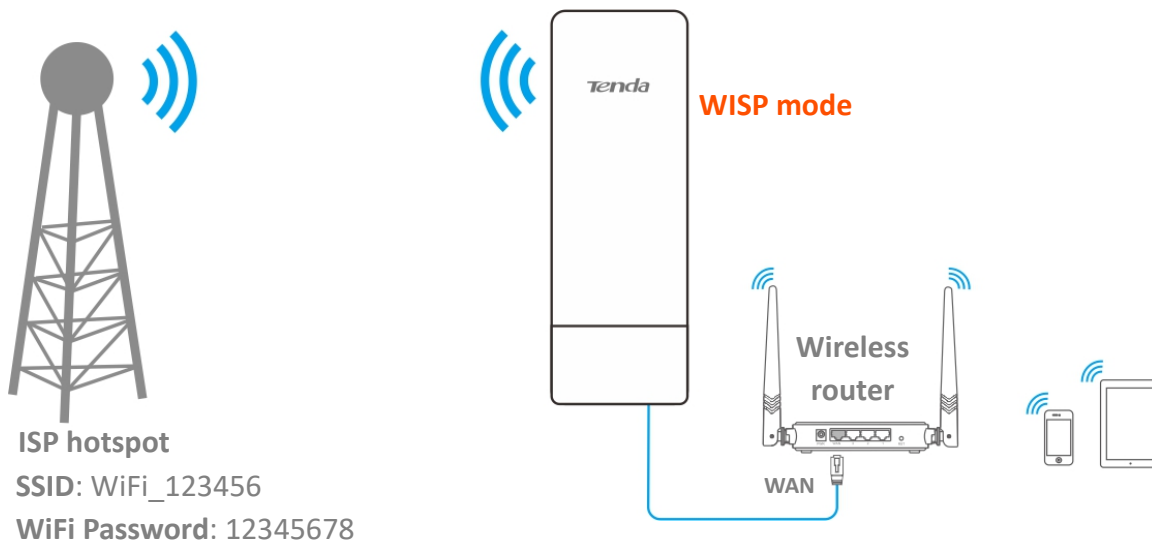 Tenda
WISP mode
Wireless
router
WAN
ISP hotspot
SSID: WiFi_123456
WiFi Password: 12345678